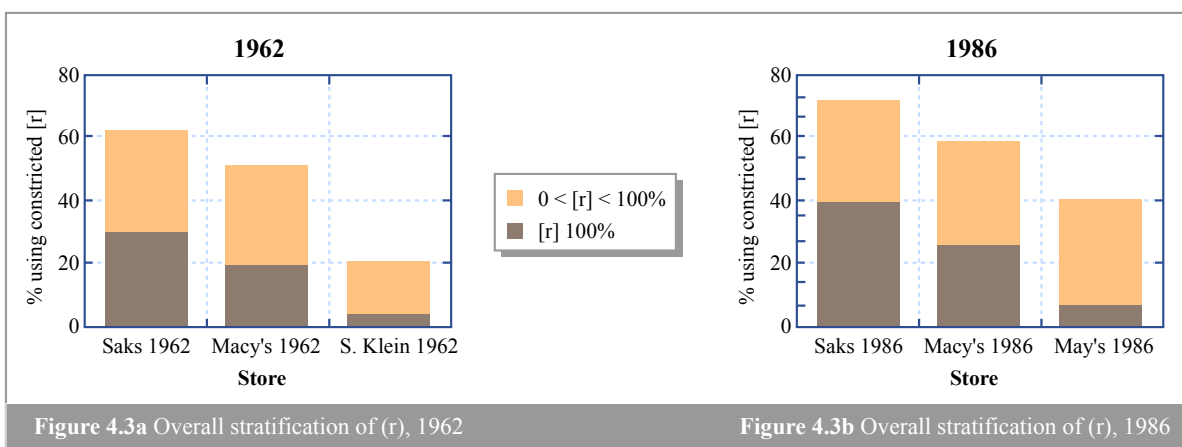 1962
80
60
40
20
0
% using constricted [r]
Saks 1962 Macy's 1962 S. Klein 1962
Store
0 < [r] < 100%
[r] 100%
1986
80
60
40
20
0
% using constricted [r]
Saks 1986 Macy's 1986 May's 1986
Store
Figure 4.3a Overall stratification of (r), 1962
Figure 4.3b Overall stratification of (r), 1986